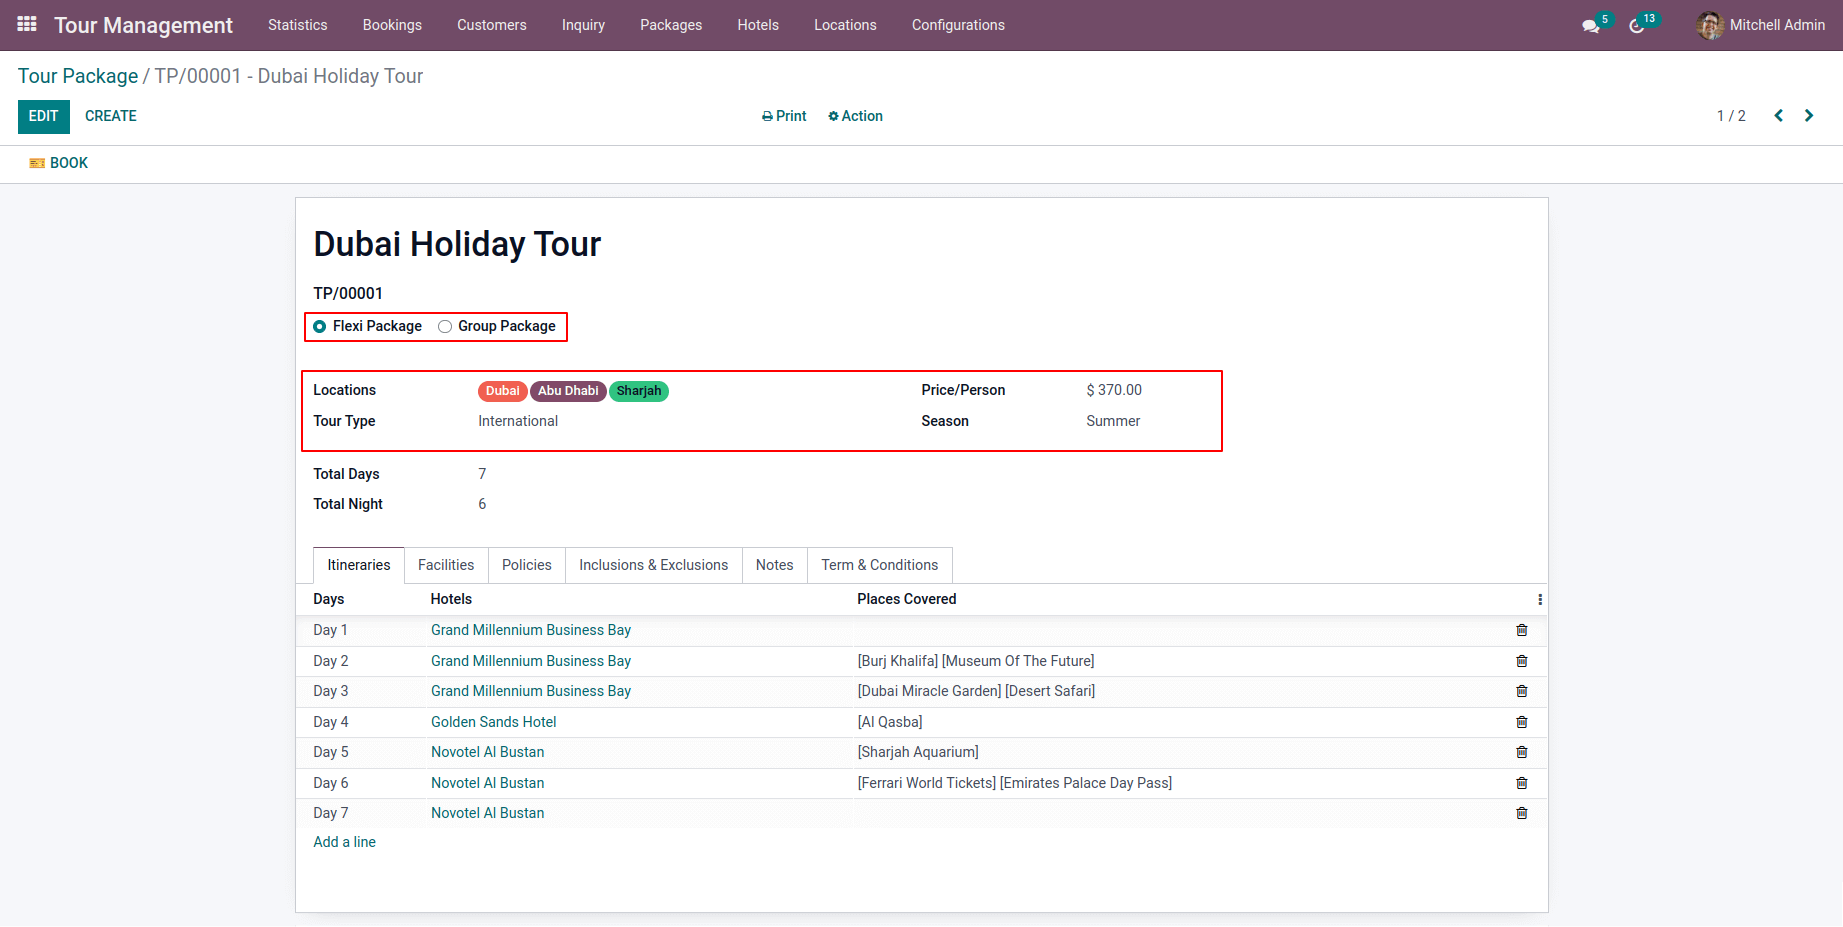 Tour Management Statistics Bookings Customers Inquiry Packages Hotels Locations Configurations 5 13 Mitchell Admin
Tour Package / TP/00001 - Dubai Holiday Tour
EDIT CREATE Print Action 1 / 2
BOOK
Dubai Holiday Tour
TP/00001
Flexi Package Group Package
Locations Dubai Abu Dhabi Sharjah Price/Person $ 370.00
Tour Type International Season Summer
Total Days 7
Total Night 6
Itineraries Facilities Policies Inclusions & Exclusions Notes Term & Conditions
Days Hotels Places Covered
Day 1 Grand Millennium Business Bay
Day 2 Grand Millennium Business Bay [Burj Khalifa] [Museum Of The Future]
Day 3 Grand Millennium Business Bay [Dubai Miracle Garden] [Desert Safari]
Day 4 Golden Sands Hotel [Al Qasba]
Day 5 Novotel Al Bustan [Sharjah Aquarium]
Day 6 Novotel Al Bustan [Ferrari World Tickets] [Emirates Palace Day Pass]
Day 7 Novotel Al Bustan
Add a line